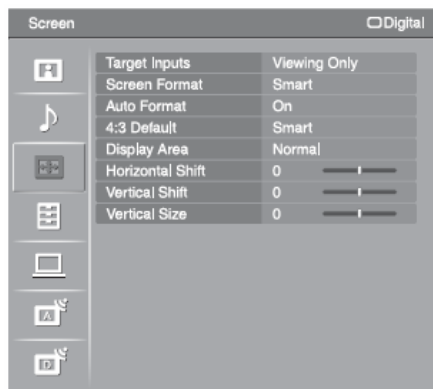 Screen Digital
Target Inputs Viewing Only
Screen Format Smart
Auto Format On
4:3 Default Smart
Display Area Normal
Horizontal Shift 0
Vertical Shift 0
Vertical Size 0
A
D